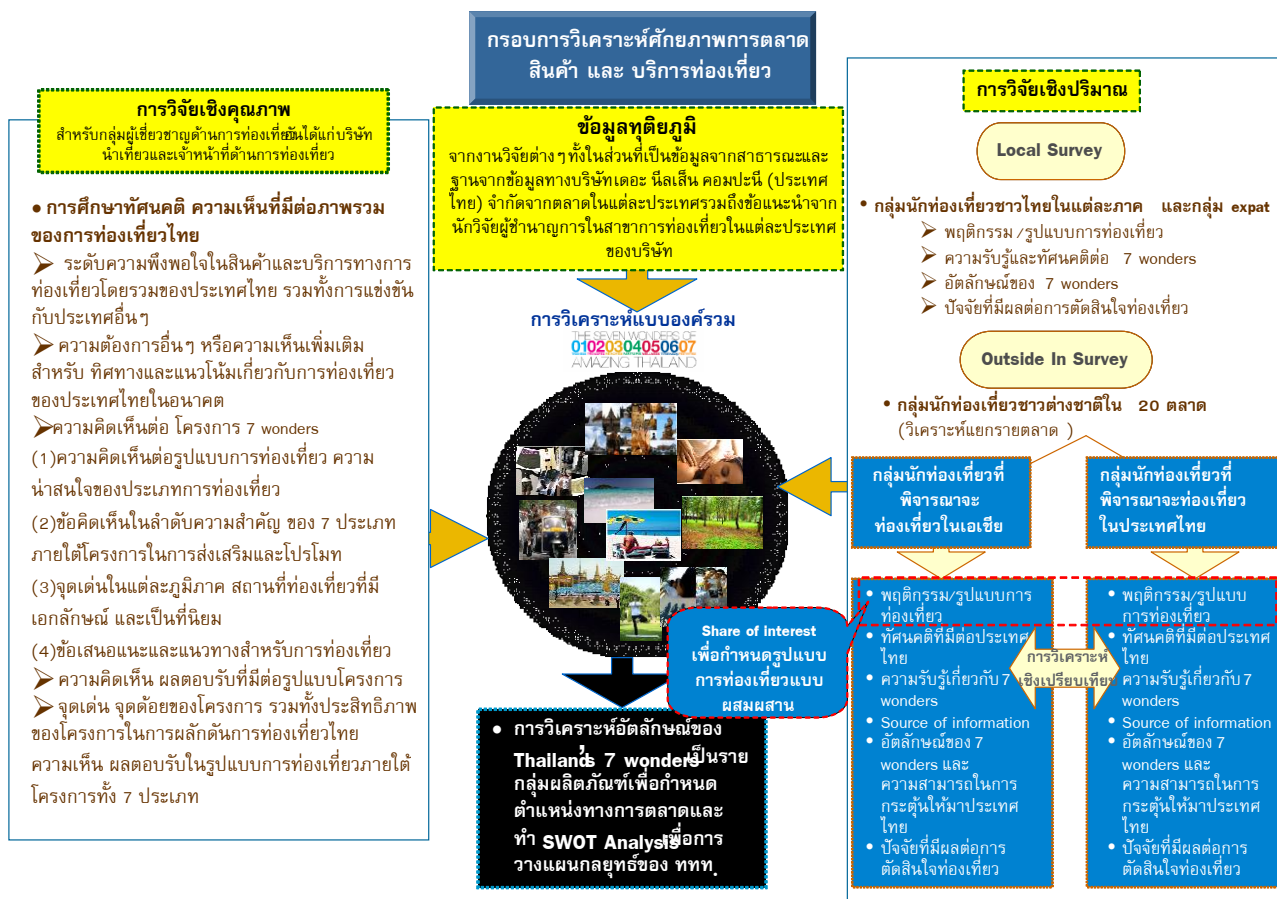 กรอบการวิเคราะห์ศักยภาพการตลาด
สินค้า และ บริการท่องเที่ยว
การวิจัยเชิงคุณภาพ
สำหรับกลุ่มผู้เชี่ยวชาญด้านการท่องเที่ยวอันได้แก่บริษัท
นำเที่ยวและเจ้าหน้าที่ด้านการท่องเที่ยว
• การศึกษาทัศนคติ ความเห็นที่มีต่อภาพรวม
ของการท่องเที่ยวไทย
➢ ระดับความพึงพอใจในสินค้าและบริการทางการ
ท่องเที่ยวโดยรวมของประเทศไทย รวมทั้งการแข่งขัน
กับประเทศอื่นๆ
➢ ความต้องการอื่นๆ หรือความเห็นเพิ่มเติม
สำหรับ ทิศทางและแนวโน้มเกี่ยวกับการท่องเที่ยว
ของประเทศไทยในอนาคต
➢ความคิดเห็นต่อ โครงการ 7 wonders
(1)ความคิดเห็นต่อรูปแบบการท่องเที่ยว ความ
น่าสนใจของประเภทการท่องเที่ยว
(2)ข้อคิดเห็นในลำดับความสำคัญ ของ 7 ประเภท
ภายใต้โครงการในการส่งเสริมและโปรโมท
(3)จุดเด่นในแต่ละภูมิภาค สถานที่ท่องเที่ยวที่มี
เอกลักษณ์ และเป็นที่นิยม
(4)ข้อเสนอแนะและแนวทางสำหรับการท่องเที่ยว
➢ ความคิดเห็น ผลตอบรับที่มีต่อรูปแบบโครงการ
➢ จุดเด่น จุดด้อยของโครงการ รวมทั้งประสิทธิภาพ
ของโครงการในการผลักดันการท่องเที่ยวไทย
ความเห็น ผลตอบรับในรูปแบบการท่องเที่ยวภายใต้
โครงการทั้ง 7 ประเภท
ข้อมูลทุติยภูมิ
จากงานวิจัยต่างๆทั้งในส่วนที่เป็นข้อมูลจากสาธารณะและ
ฐานจากข้อมูลทางบริษัทเดอะ นีลเส็น คอมปะนี (ประเทศ
ไทย) จำกัดจากตลาดในแต่ละประเทศรวมถึงข้อแนะนำจาก
นักวิจัยผู้ชำนาญการในสาขาการท่องเที่ยวในแต่ละประเทศ
ของบริษัท
การวิเคราะห์แบบองค์รวม
THE SEVEN WONDERS OF
01020304050607
AMAZING THAILAND
Share of interest
เพื่อกำหนดรูปแบบ
การท่องเที่ยวแบบ
ผสมผสาน
• การวิเคราะห์อัตลักษณ์ของ
Thailand's 7 wonders เป็นราย
กลุ่มผลิตภัณฑ์เพื่อกำหนด
ตำแหน่งทางการตลาดและ
ทำ SWOT Analysis เพื่อการ
วางแผนกลยุทธ์ของ ททท.
การวิจัยเชิงปริมาณ
Local Survey
• กลุ่มนักท่องเที่ยวชาวไทยในแต่ละภาค และกลุ่ม expat
➢ พฤติกรรม /รูปแบบการท่องเที่ยว
➢ ความรับรู้และทัศนคติต่อ 7 wonders
➢ อัตลักษณ์ของ 7 wonders
➢ ปัจจัยที่มีผลต่อการตัดสินใจท่องเที่ยว
Outside In Survey
• กลุ่มนักท่องเที่ยวชาวต่างชาติใน 20 ตลาด
(วิเคราะห์แยกรายตลาด )
กลุ่มนักท่องเที่ยวที่
พิจารณาจะ
ท่องเที่ยวในเอเชีย
• พฤติกรรม/รูปแบบการ
ท่องเที่ยว
• ทัศนคติที่มีต่อประเทศ
ไทย
• ความรับรู้เกี่ยวกับ 7
wonders
• Source of information
• อัตลักษณ์ของ 7
wonders และ
ความสามารถในการ
กระตุ้นให้มาประเทศ
ไทย
• ปัจจัยที่มีผลต่อการ
ตัดสินใจท่องเที่ยว
การวิเคราะห์
เชิงเปรียบเทียบ
กลุ่มนักท่องเที่ยวที่
พิจารณาจะท่องเที่ยว
ในประเทศไทย
• พฤติกรรม/รูปแบบ
การท่องเที่ยว
• ทัศนคติที่มีต่อประเทศ
ไทย
• ความรับรู้เกี่ยวกับ 7
wonders
• Source of information
• อัตลักษณ์ของ 7
wonders และ
ความสามารถในการ
กระตุ้นให้มาประเทศ
ไทย
• ปัจจัยที่มีผลต่อการ
ตัดสินใจท่องเที่ยว